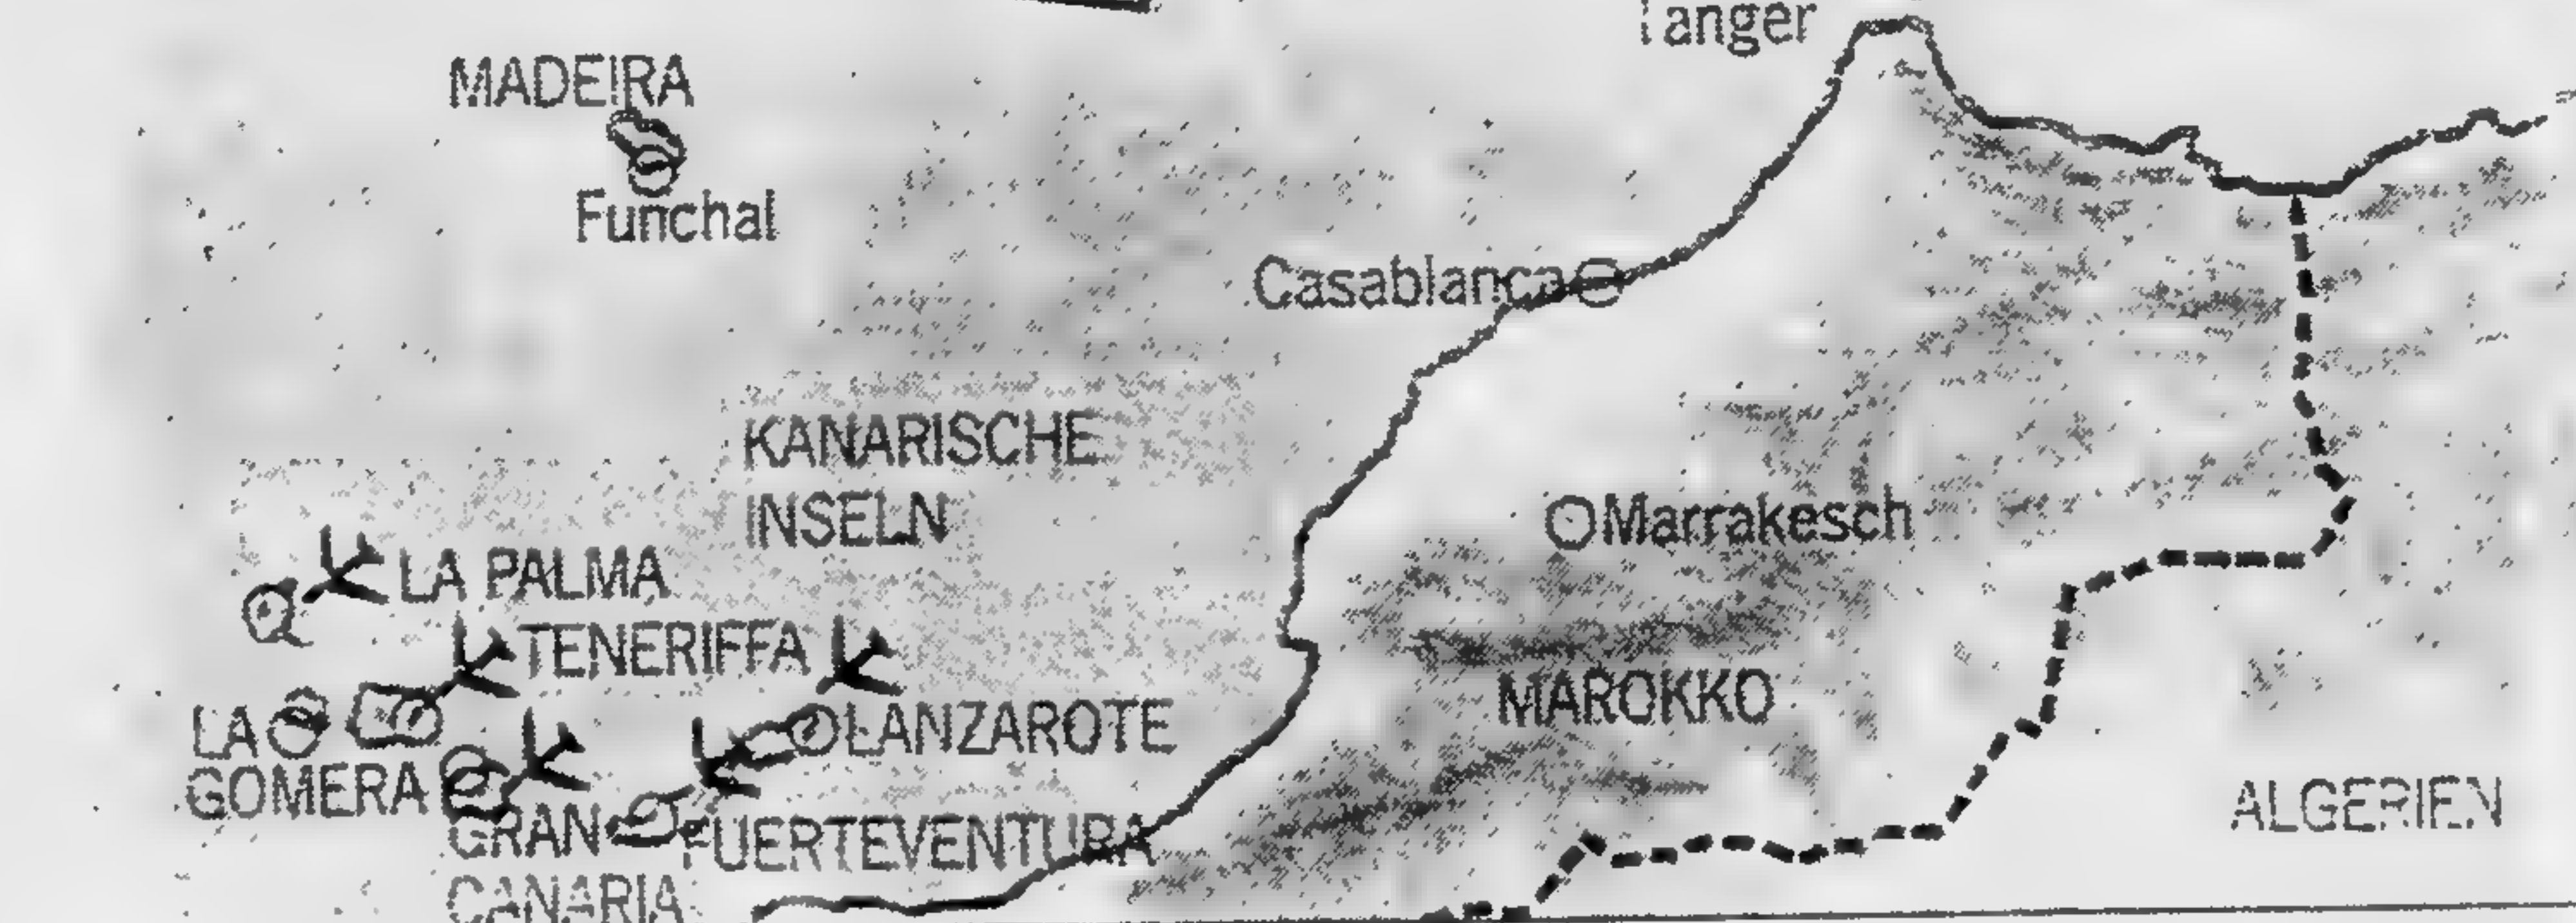 Tanger
MADEIRA
Funchal
Casablanca
KANARISCHE
INSELN
Marrakesch
LA PALMA
TENERIFFA
MAROKKO
LANZAROTE
LA
GOMERA
ALGERIEN
GRAN
CANARIA
FUERTEVENTURA